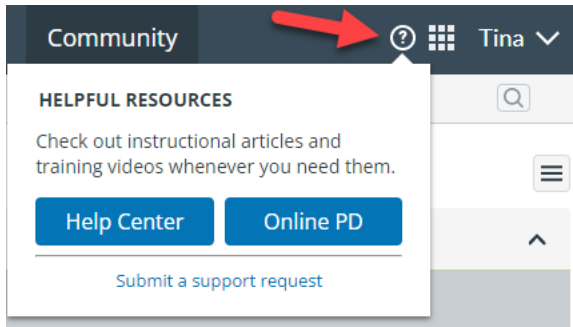 Community
Tina
HELPFUL RESOURCES
Check out instructional articles and
training videos whenever you need them.
Help Center
Online PD
Submit a support request